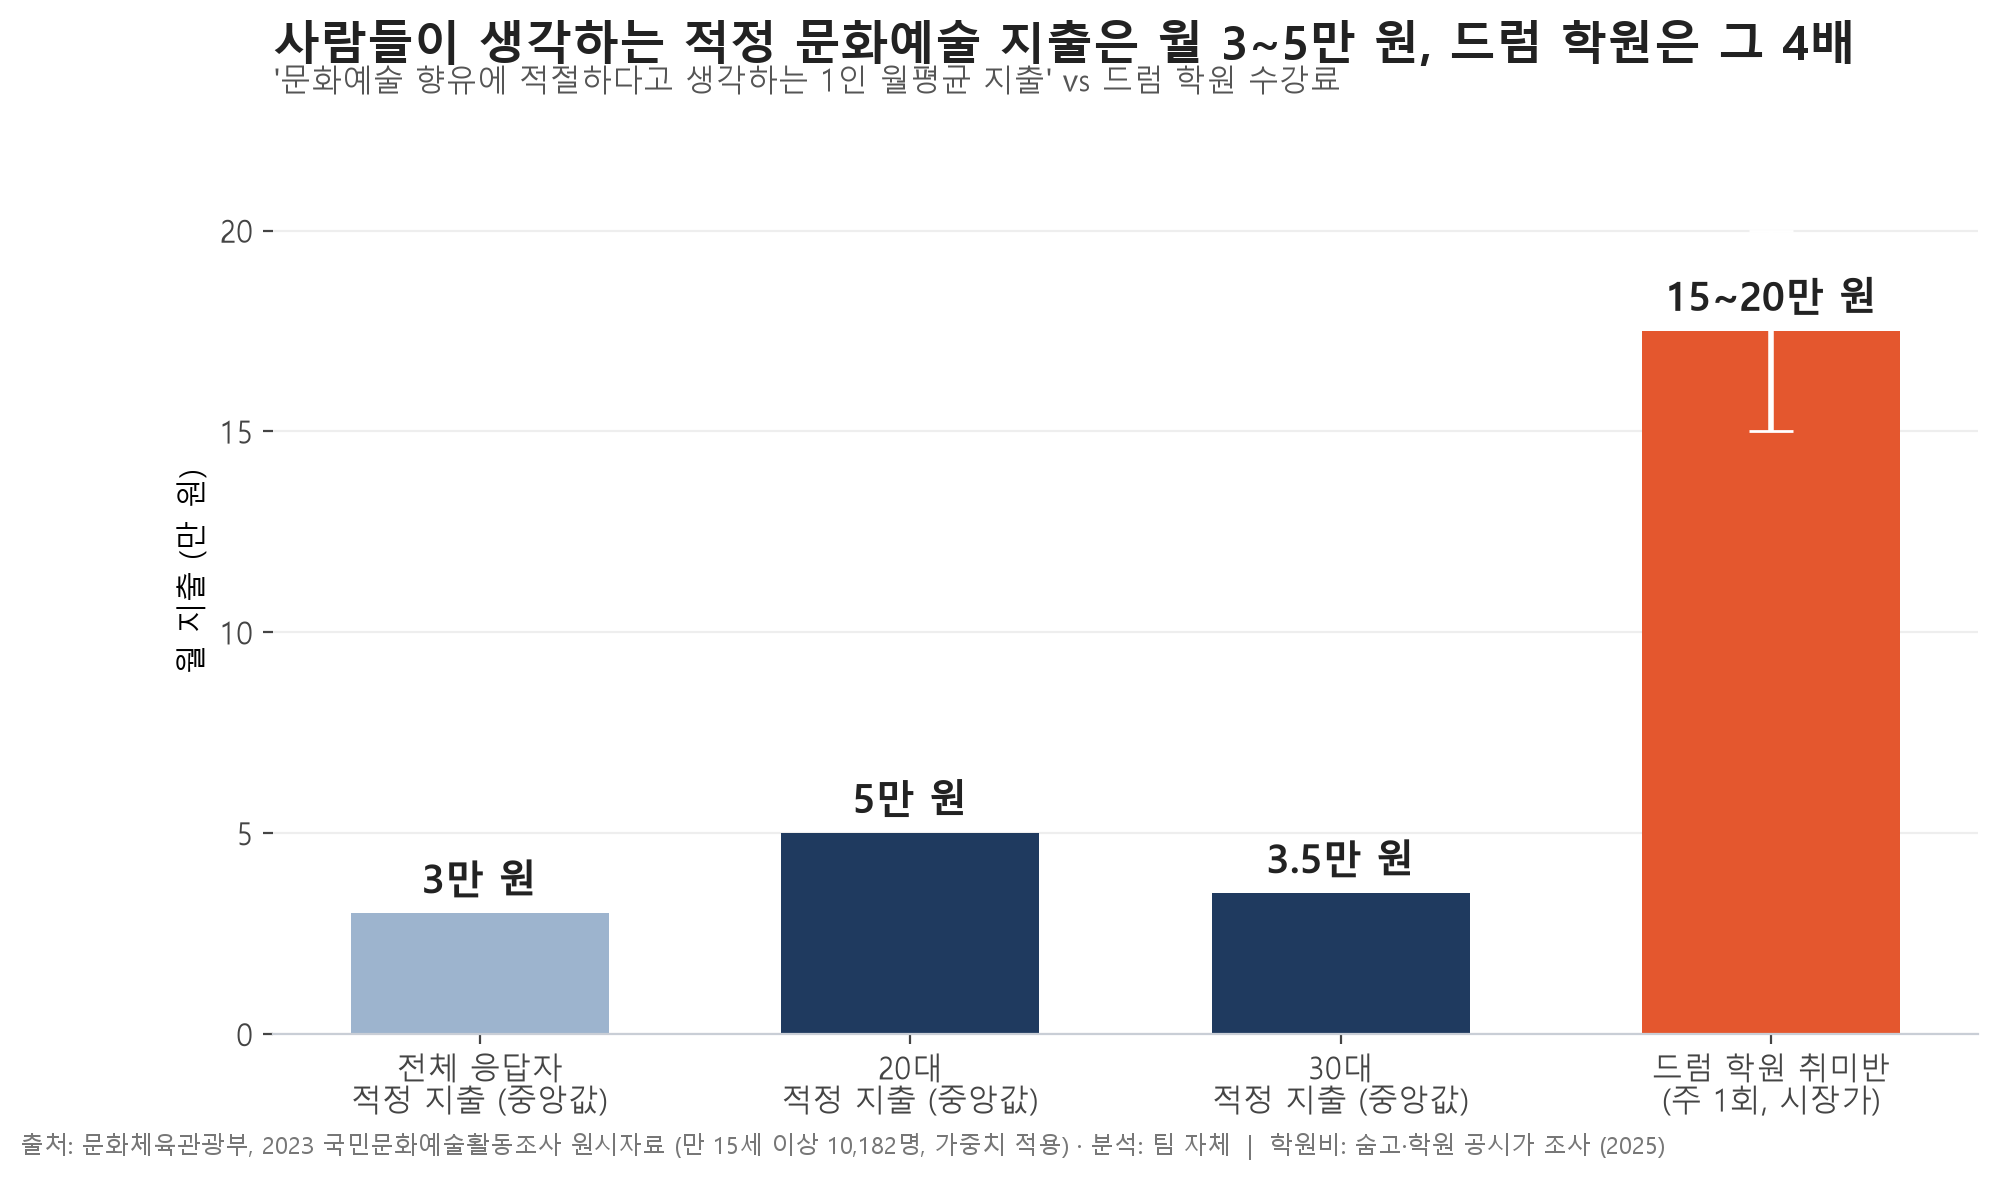 사람들이 생각하는 적정 문화예술 지출은 월 3~5만 원, 드럼 학원은 그 4배
'문화예술 향유에 적절하다고 생각하는 1인 월평균 지출' vs 드럼 학원 수강료
월 지출 (만 원)
20
15
10
5
0
3만 원
5만 원
3.5만 원
15~20만 원
전체 응답자
적정 지출 (중앙값)
20대
적정 지출 (중앙값)
30대
적정 지출 (중앙값)
드럼 학원 취미반
(주 1회, 시장가)
출처: 문화체육관광부, 2023 국민문화예술활동조사 원시자료 (만 15세 이상 10,182명, 가중치 적용) · 분석: 팀 자체 | 학원비: 숨고·학원 공시가 조사 (2025)